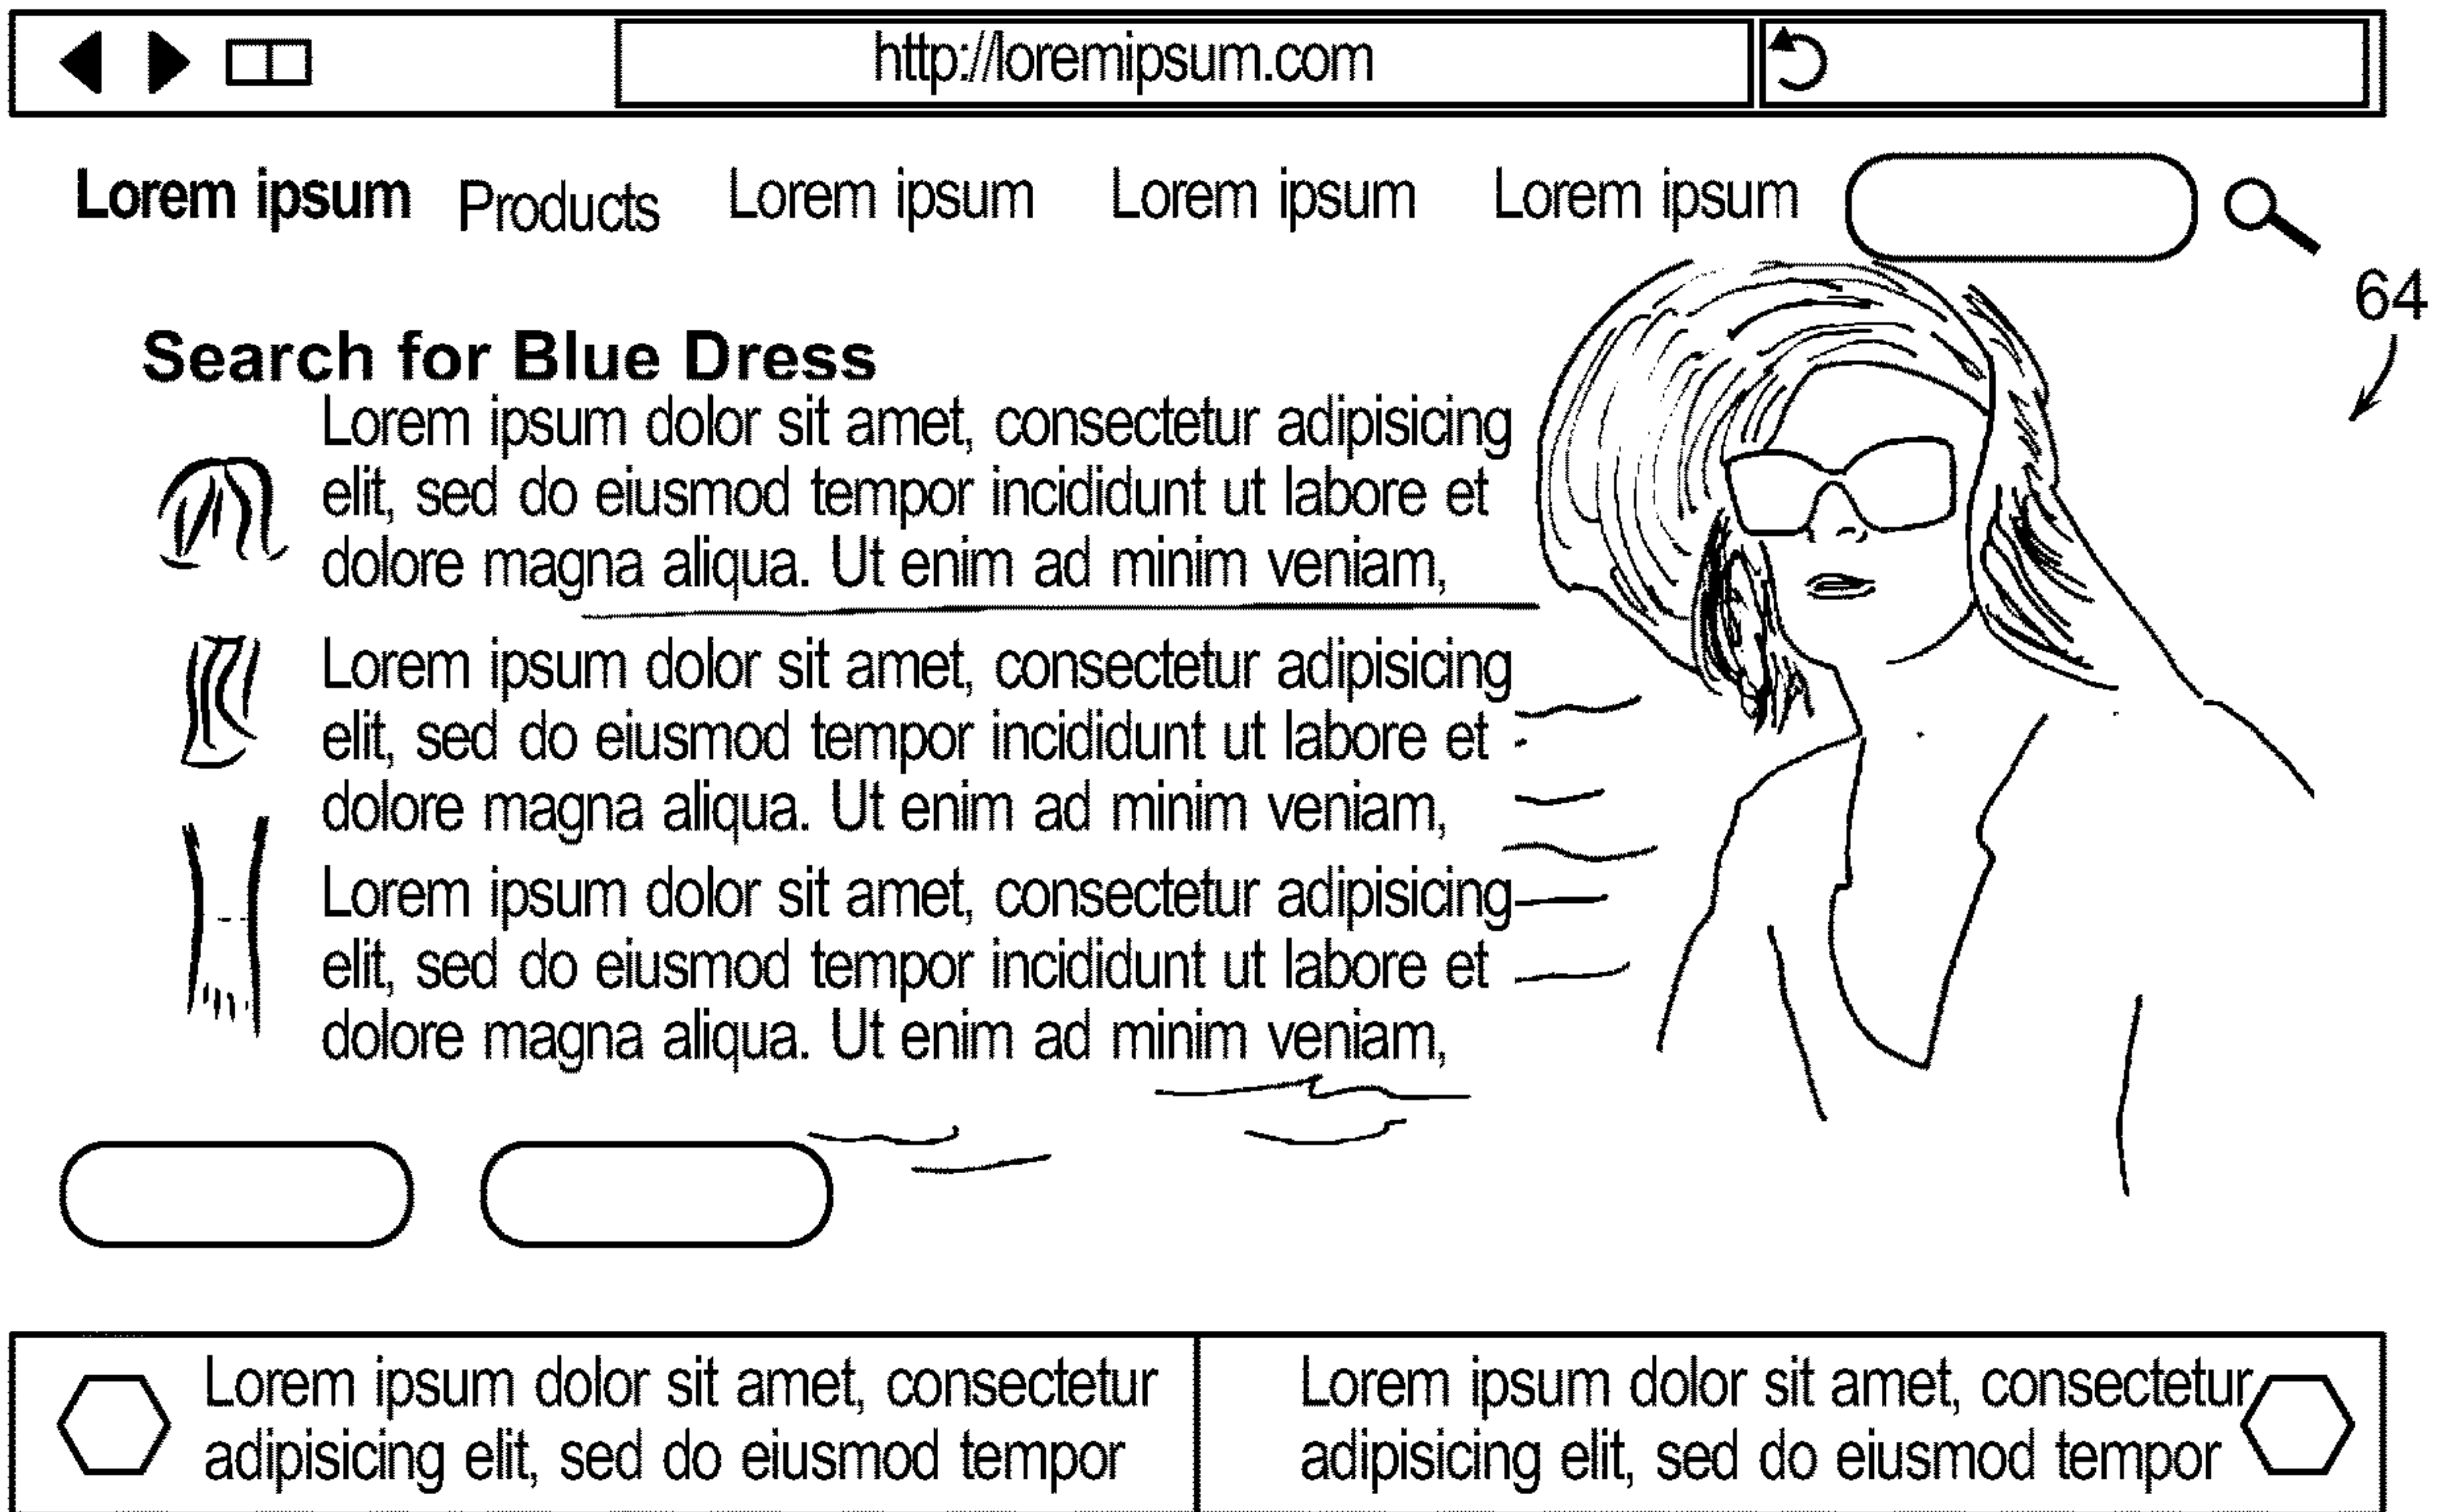 http://loremipsum.com
Lorem ipsum Products Lorem ipsum Lorem ipsum Lorem ipsum
64
Search for Blue Dress
Lorem ipsum dolor sit amet, consectetur adipisicing
elit, sed do eiusmod tempor incididunt ut labore et
dolore magna aliqua. Ut enim ad minim veniam,
Lorem ipsum dolor sit amet, consectetur adipisicing
elit, sed do eiusmod tempor incididunt ut labore et
dolore magna aliqua. Ut enim ad minim veniam,
Lorem ipsum dolor sit amet, consectetur adipisicing
elit, sed do eiusmod tempor incididunt ut labore et
dolore magna aliqua. Ut enim ad minim veniam,
Lorem ipsum dolor sit amet, consectetur
adipisicing elit, sed do eiusmod tempor
Lorem ipsum dolor sit amet, consectetur
adipisicing elit, sed do eiusmod tempor